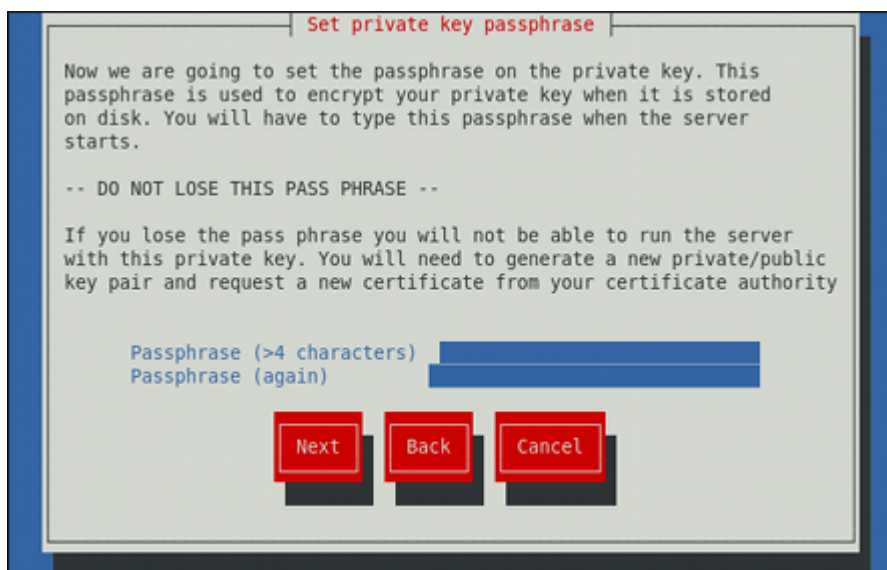 Set private key passphrase
Now we are going to set the passphrase on the private key. This
passphrase is used to encrypt your private key when it is stored
on disk. You will have to type this passphrase when the server
starts.
-- DO NOT LOSE THIS PASS PHRASE --
If you lose the pass phrase you will not be able to run the server
with this private key. You will need to generate a new private/public
key pair and request a new certificate from your certificate authority
Passphrase (>4 characters)
Passphrase (again)
Next Back Cancel